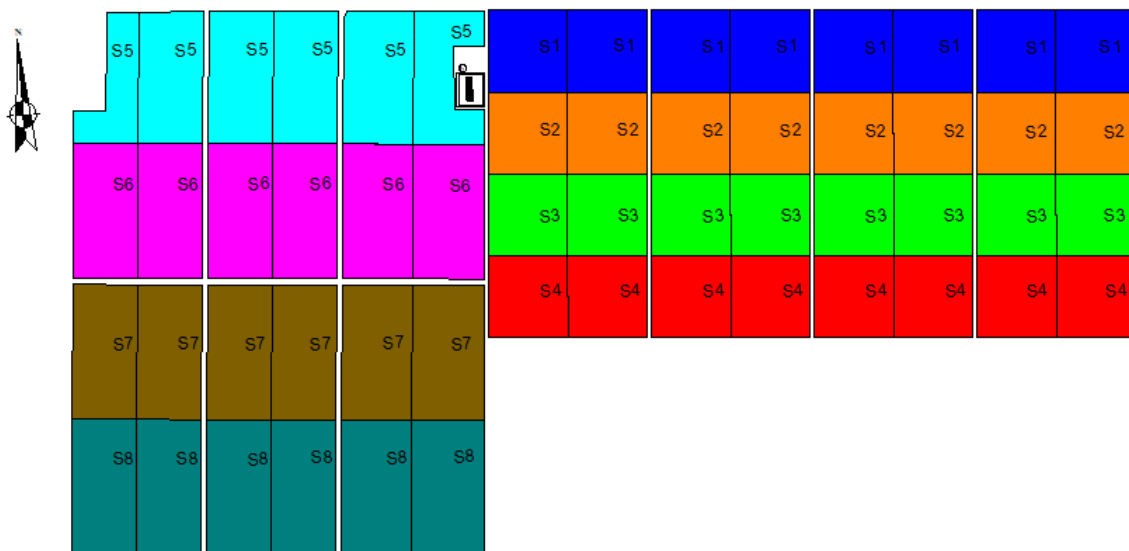 N
S5 S5 S5 S5 S5 S5
S1 S1 S1 S1 S1 S1 S1 S1
S2 S2 S2 S2 S2 S2 S2 S2
S6 S6 S6 S6 S6 S6
S3 S3 S3 S3 S3 S3 S3 S3
S4 S4 S4 S4 S4 S4 S4 S4
S7 S7 S7 S7 S7 S7
S8 S8 S8 S8 S8 S8